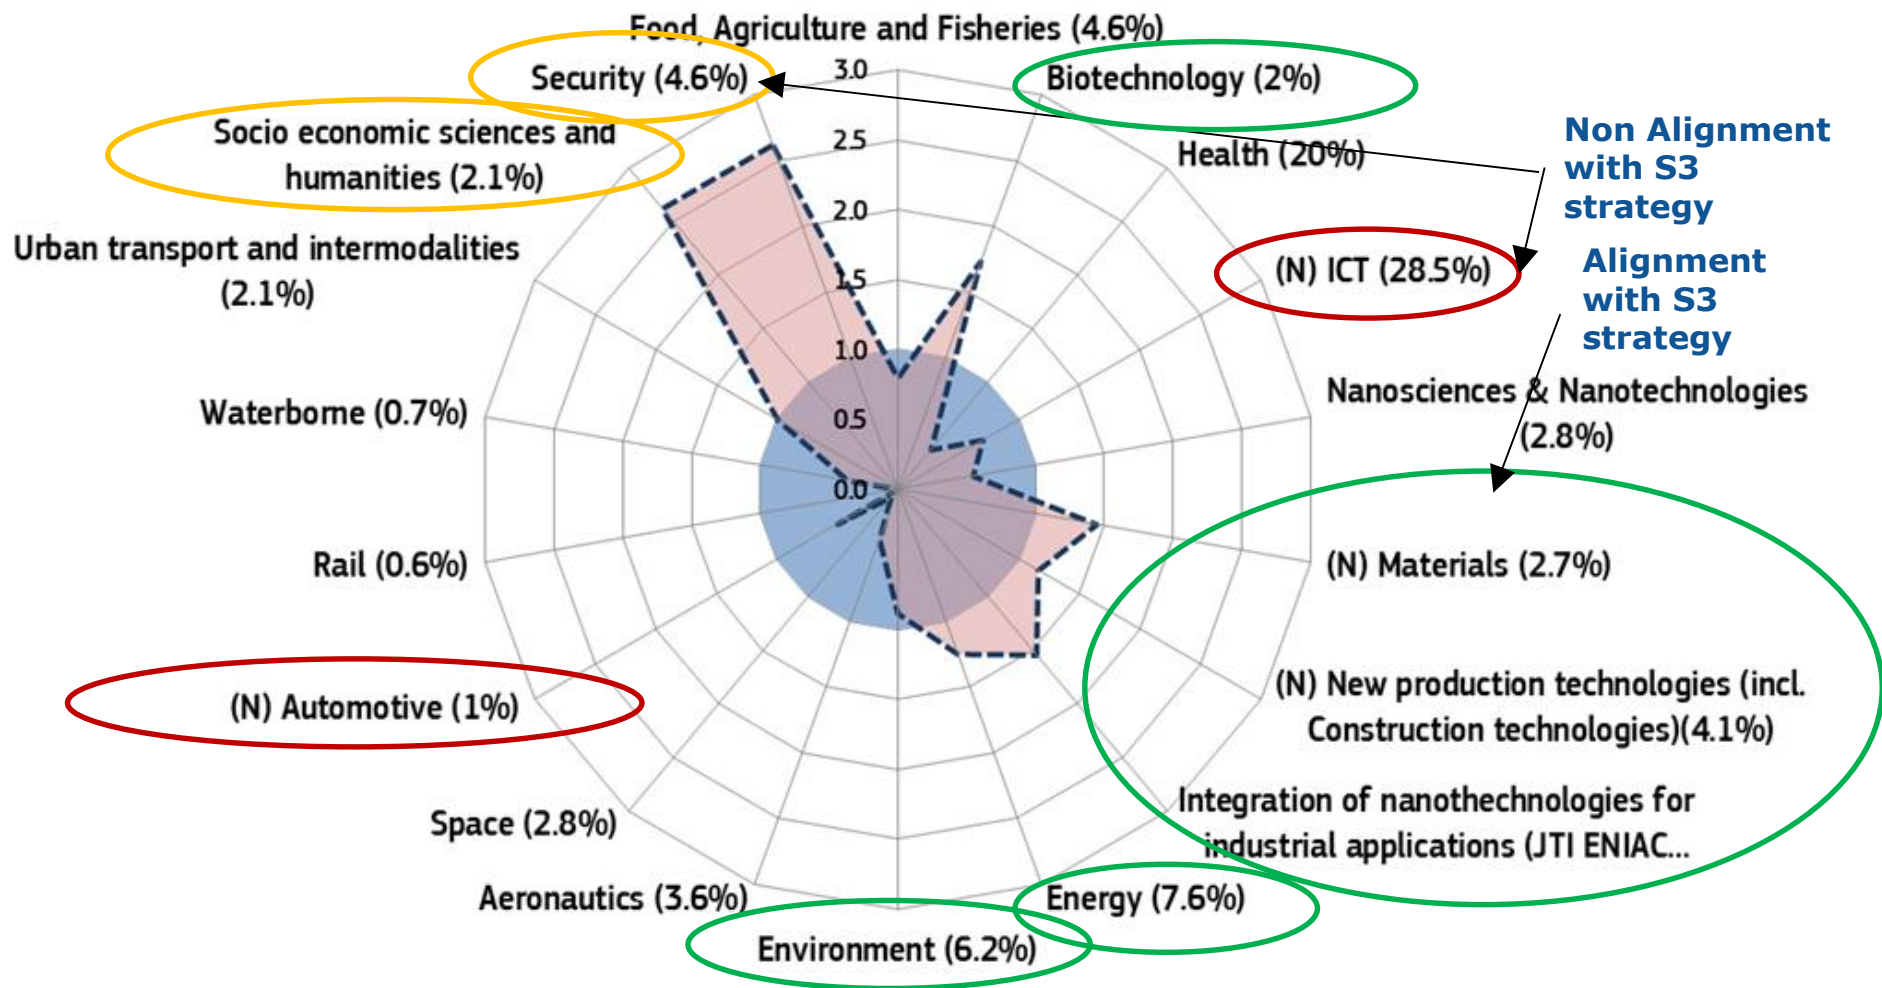 Food, Agriculture and Fisheries (4.6%)
Security (4.6%)
3.0
Biotechnology (2%)
Socio economic sciences and
humanities (2.1%)
2.5
Health (20%)
Non Alignment
with S3
strategy
2.0
Urban transport and intermodalities
(2.1%)
1.5
(N) ICT (28.5%)
Alignment
with S3
strategy
1.0
Waterborne (0.7%)
0.5
Nanosciences & Nanotechnologies
(2.8%)
0.0
Rail (0.6%)
(N) Materials (2.7%)
(N) Automotive (1%)
(N) New production technologies (incl.
Construction technologies)(4.1%)
Space (2.8%)
Integration of nanothechnologies for
industrial applications (JTI ENIAC...
Aeronautics (3.6%)
Energy (7.6%)
Environment (6.2%)